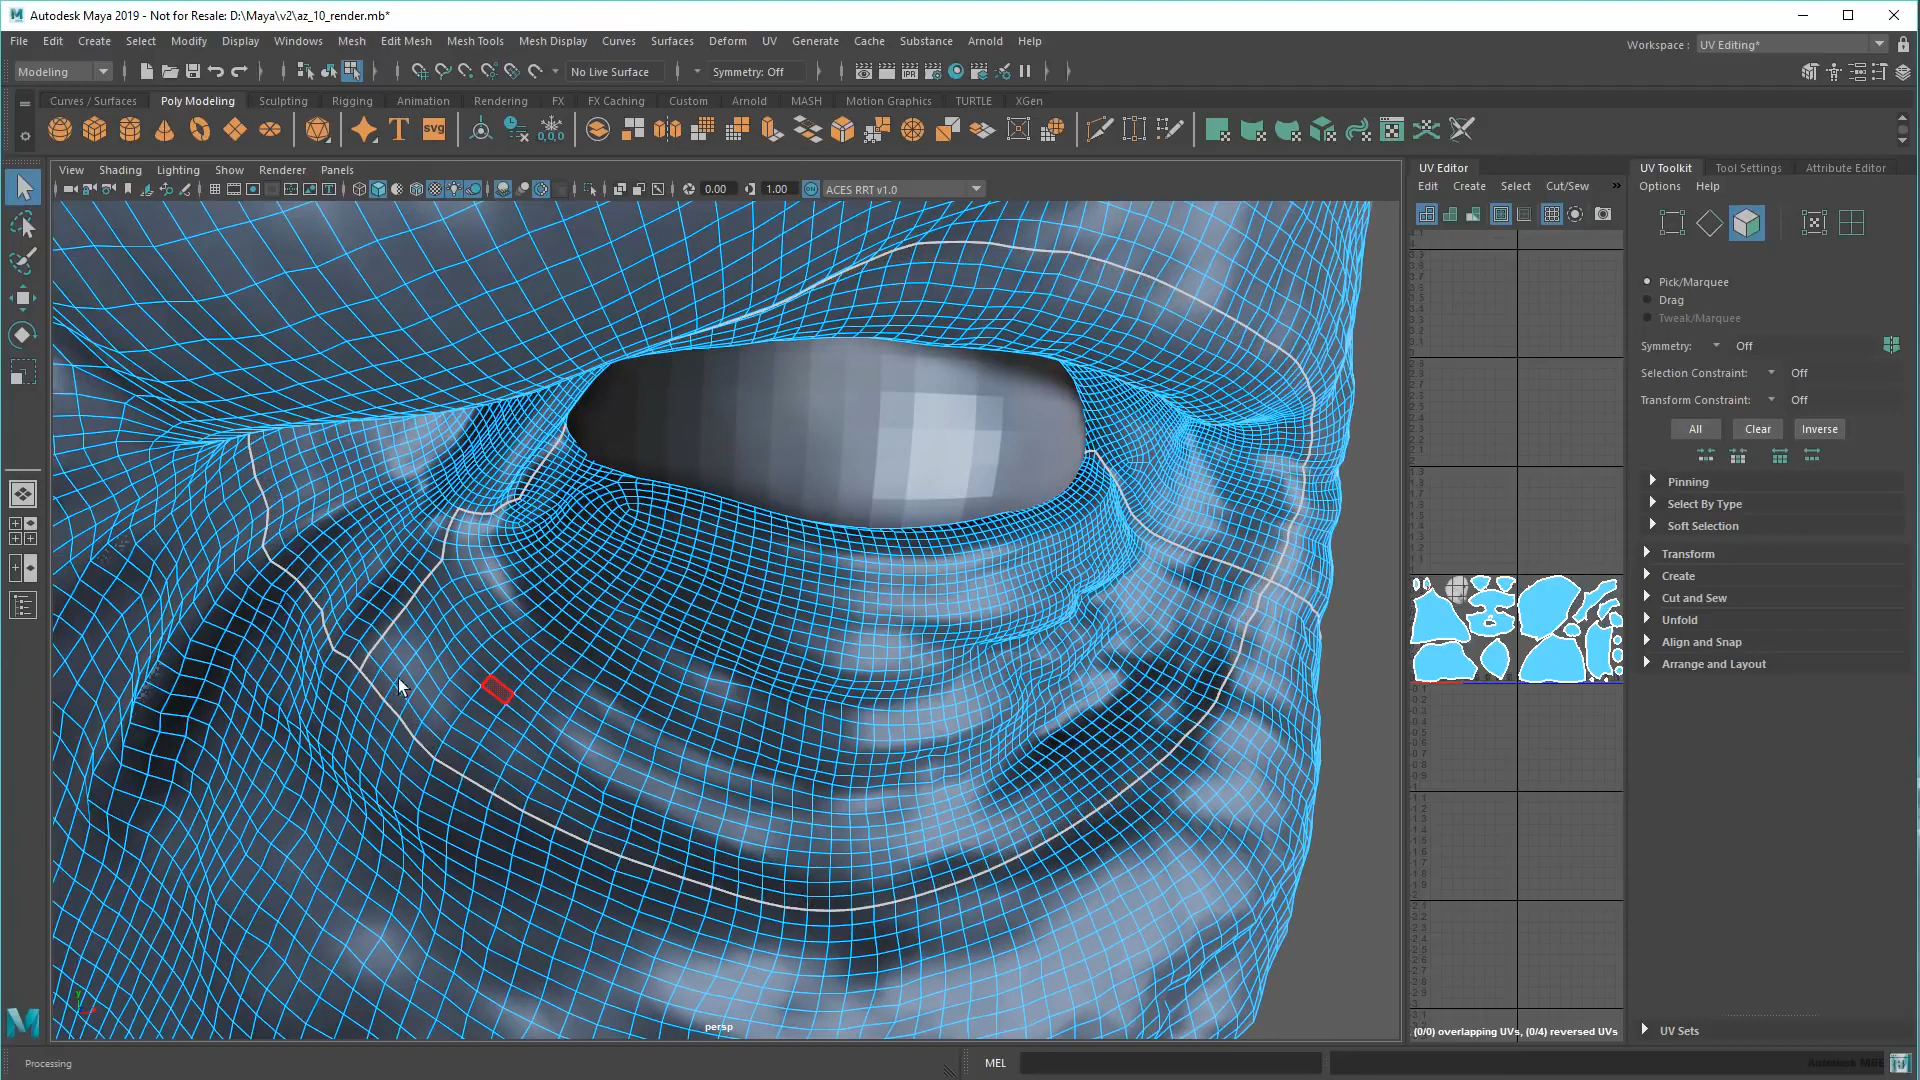 Autodesk Maya 2019 - Not for Resale: D:\Maya\v2\az_10_render.mb*
File Edit Create Select Modify Display Windows Mesh Edit Mesh Mesh Tools Mesh Display Curves Surfaces Deform UV Generate Cache Substance Arnold Help
Workspace : UV Editing*
Modeling No Live Surface Symmetry: Off
Curves / Surfaces Poly Modeling Sculpting Rigging Animation Rendering FX FX Caching Custom Arnold MASH Motion Graphics TURTLE XGen
T svg 0,0,0
View Shading Lighting Show Renderer Panels
0.00 1.00 ON ACES RRT v1.0
UV Editor
Edit Create Select Cut/Sew »
UV Toolkit Tool Settings Attribute Editor
Options Help
Pick/Marquee
Drag
Tweak/Marquee
Symmetry: Off
Selection Constraint: Off
Transform Constraint: Off
All Clear Inverse
Pinning
Select By Type
Soft Selection
Transform
Create
Cut and Sew
Unfold
Align and Snap
Arrange and Layout
UV Sets
(0/0) overlapping UVs, (0/4) reversed UVs
y
persp
Processing
MEL